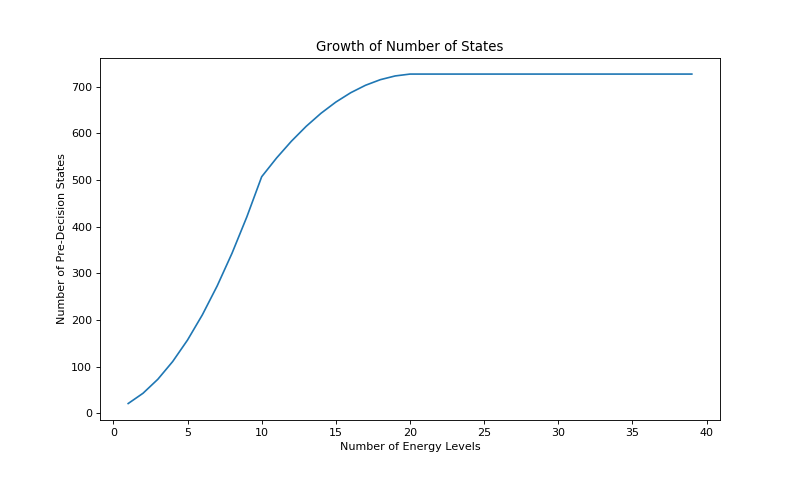 Growth of Number of States
Number of Pre-Decision States
700
600
500
400
300
200
100
0
0 5 10 15 20 25 30 35 40
Number of Energy Levels